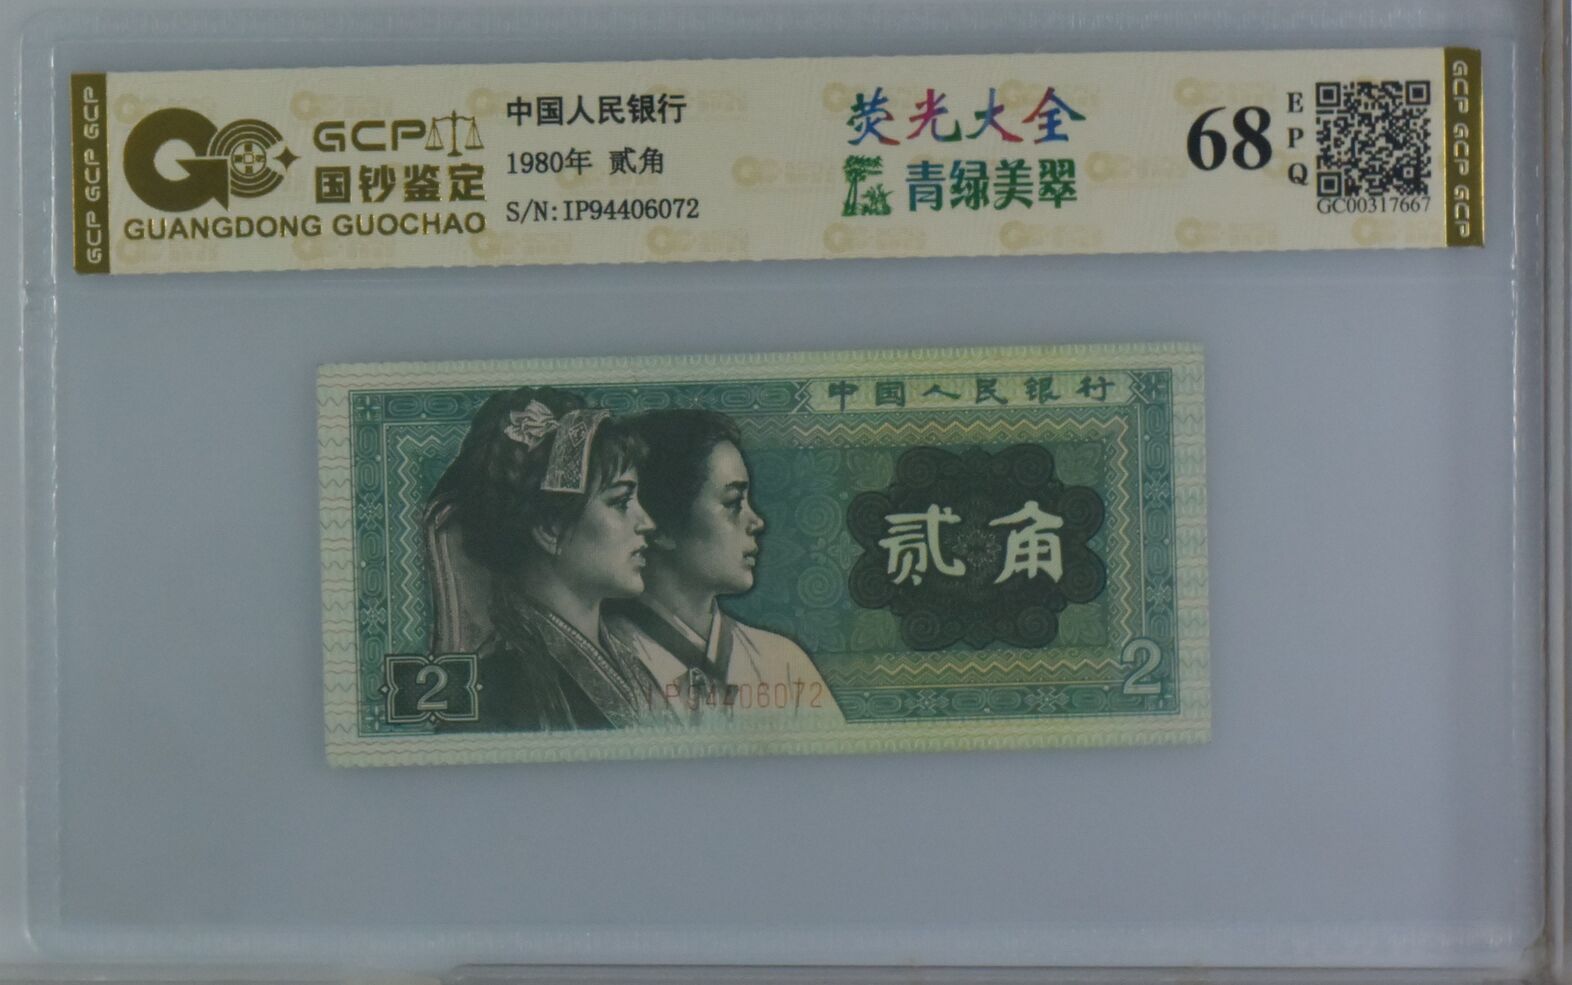 GCP GCP GCP
GCP
国钞鉴定
GUANGDONG GUOCHAO
中国人民银行
1980年 贰角
S/N:IP94406072
荧光大全
青绿美翠
68
EPQ
GC00317667
GCP GCP GCP
中国人民银行
贰角
2
IP94406072
2